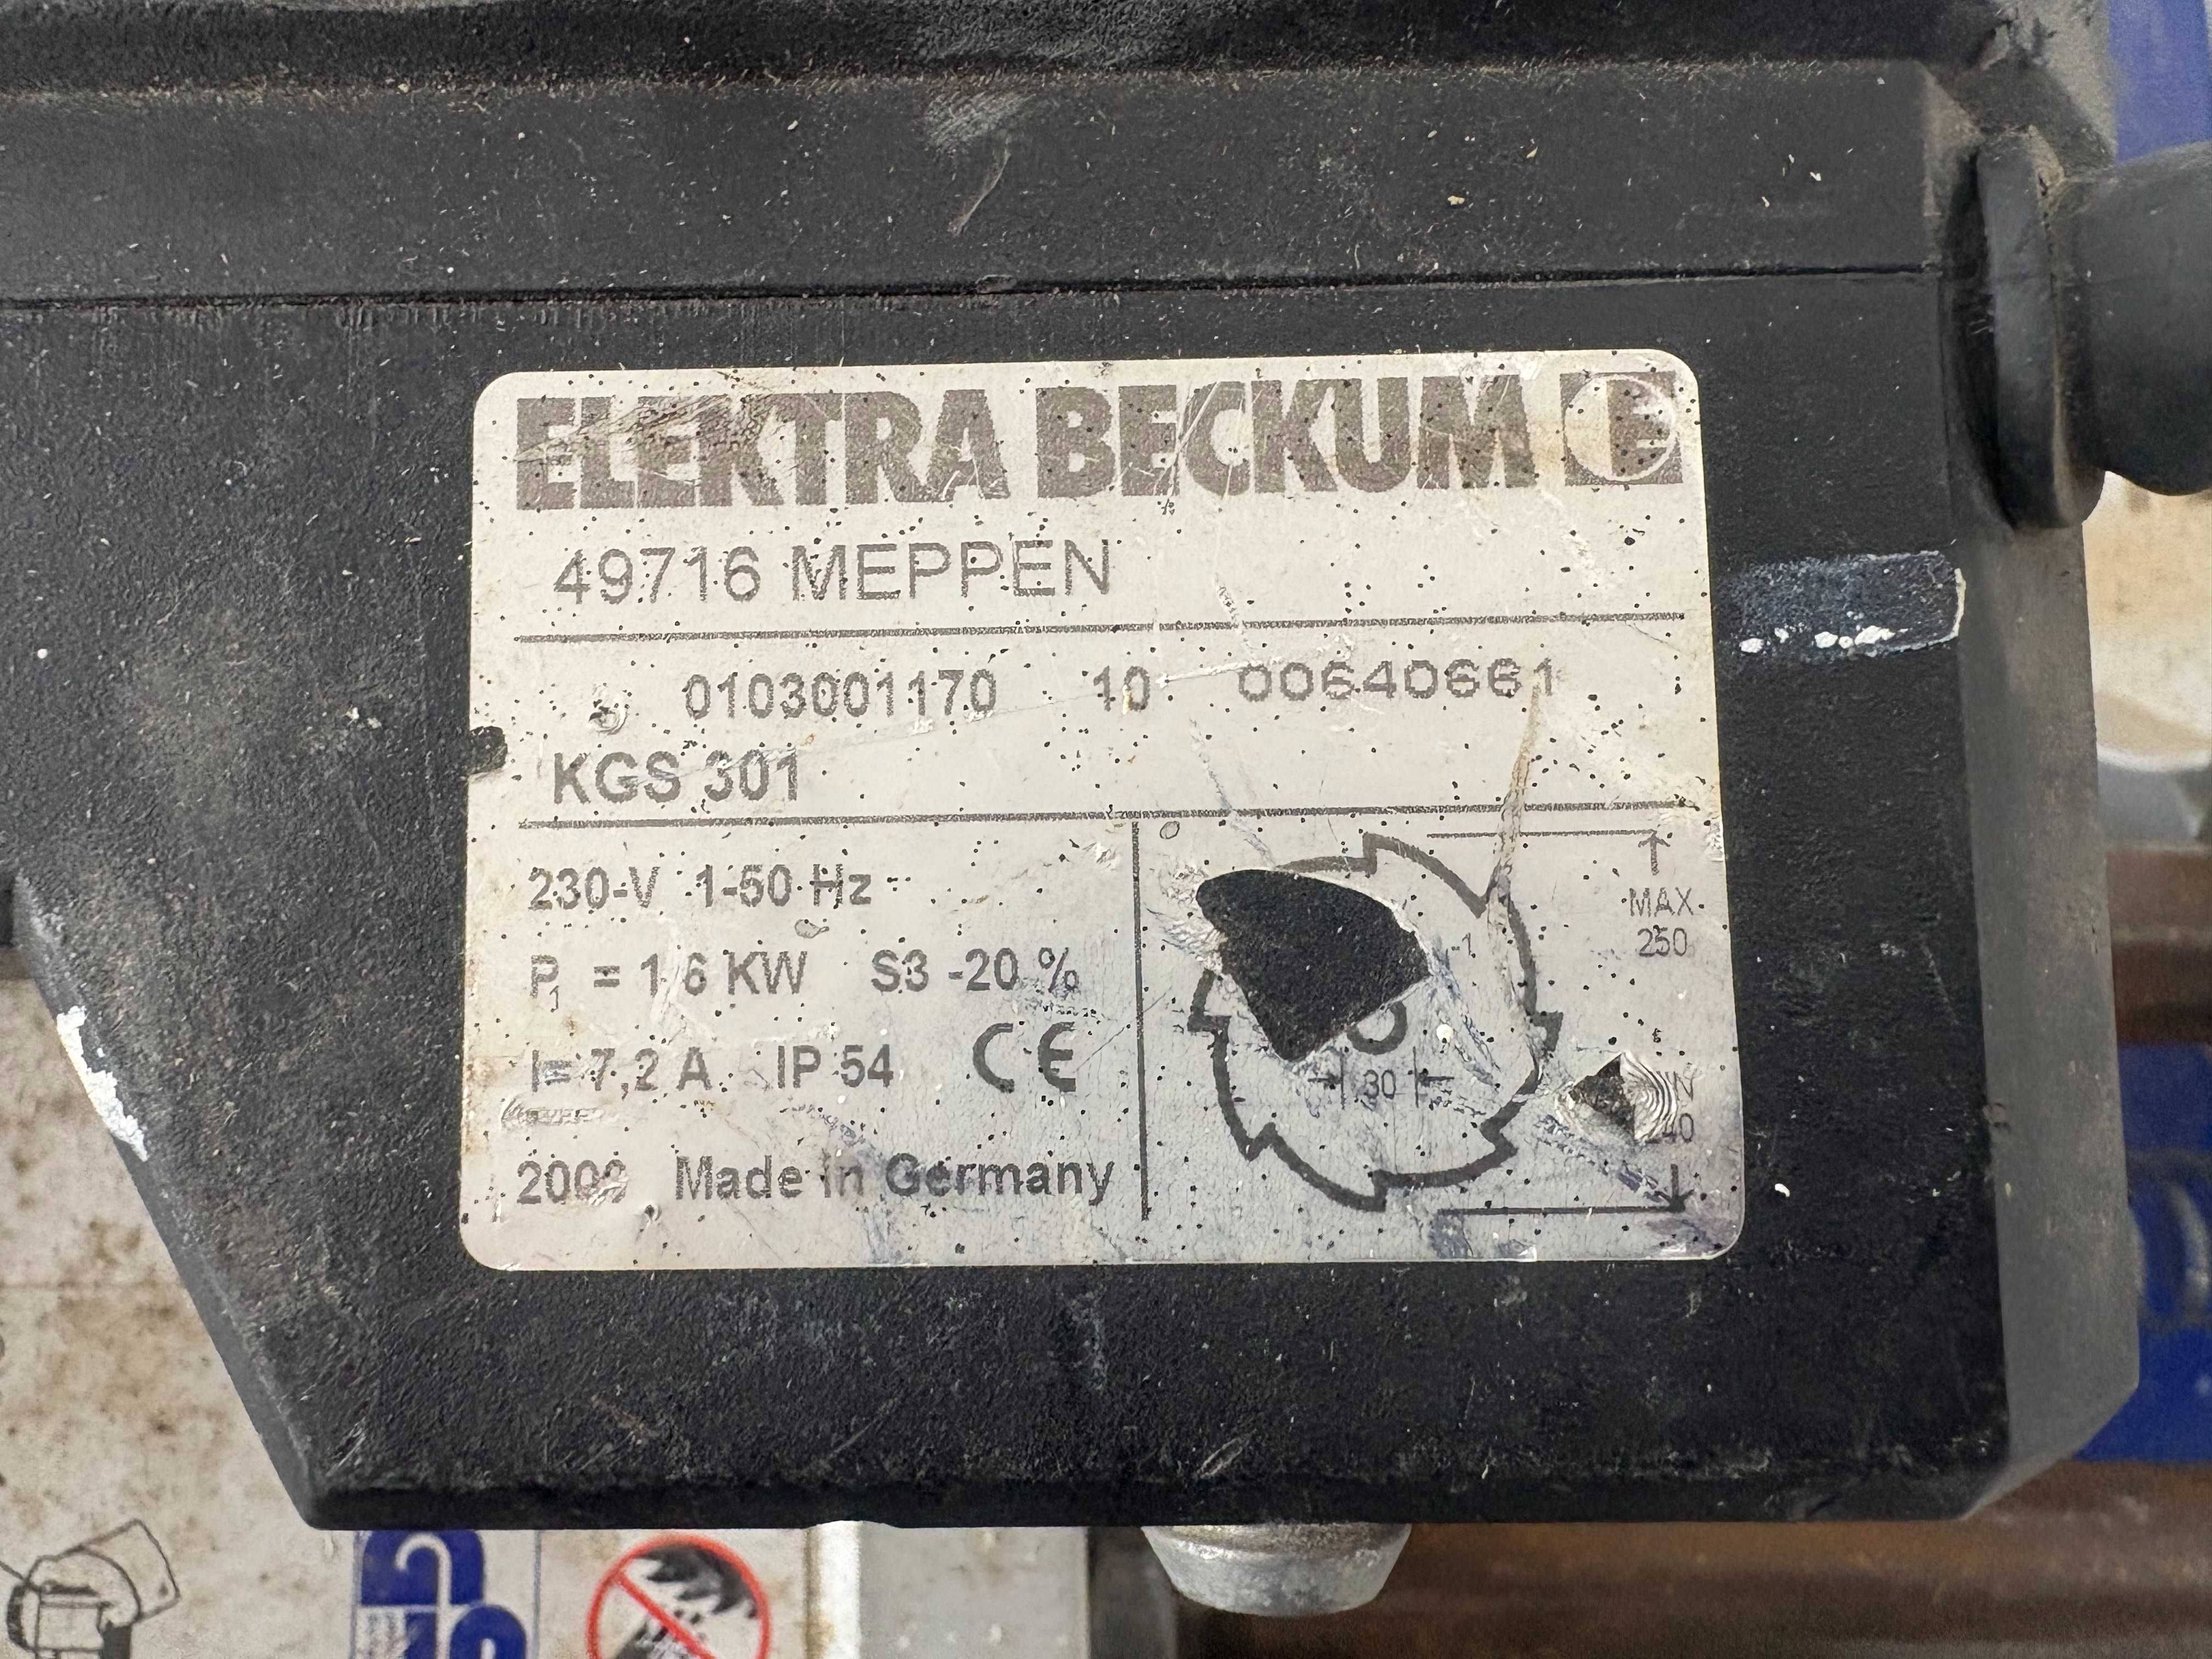 ELEKTRA BECKUM E
49716 MEPPEN
0103001170 10 00640661
KGS 301
230-V 1-50 Hz
P1 = 1,6 KW S3 -20 %
I= 7,2 A IP 54 CE
Made in Germany
MAX
250
30